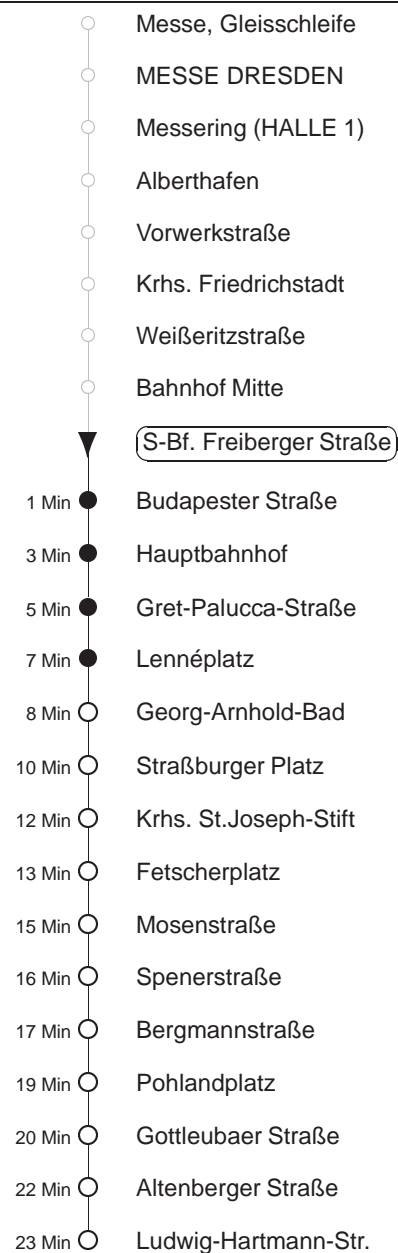 Messe, Gleisschleife
MESSE DRESDEN
Messering (HALLE 1)
Alberthafen
Vorwerkstraße
Krhs. Friedrichstadt
Weißeritzstraße
Bahnhof Mitte
S-Bf. Freiberger Straße
1 Min Budapester Straße
3 Min Hauptbahnhof
5 Min Gret-Palucca-Straße
7 Min Lennéplatz
8 Min Georg-Arnhold-Bad
10 Min Straßburger Platz
12 Min Krhs. St.Joseph-Stift
13 Min Fetscherplatz
15 Min Mosenstraße
16 Min Spenerstraße
17 Min Bergmannstraße
19 Min Pohlandplatz
20 Min Gottleubaer Straße
22 Min Altenberger Straße
23 Min Ludwig-Hartmann-Str.